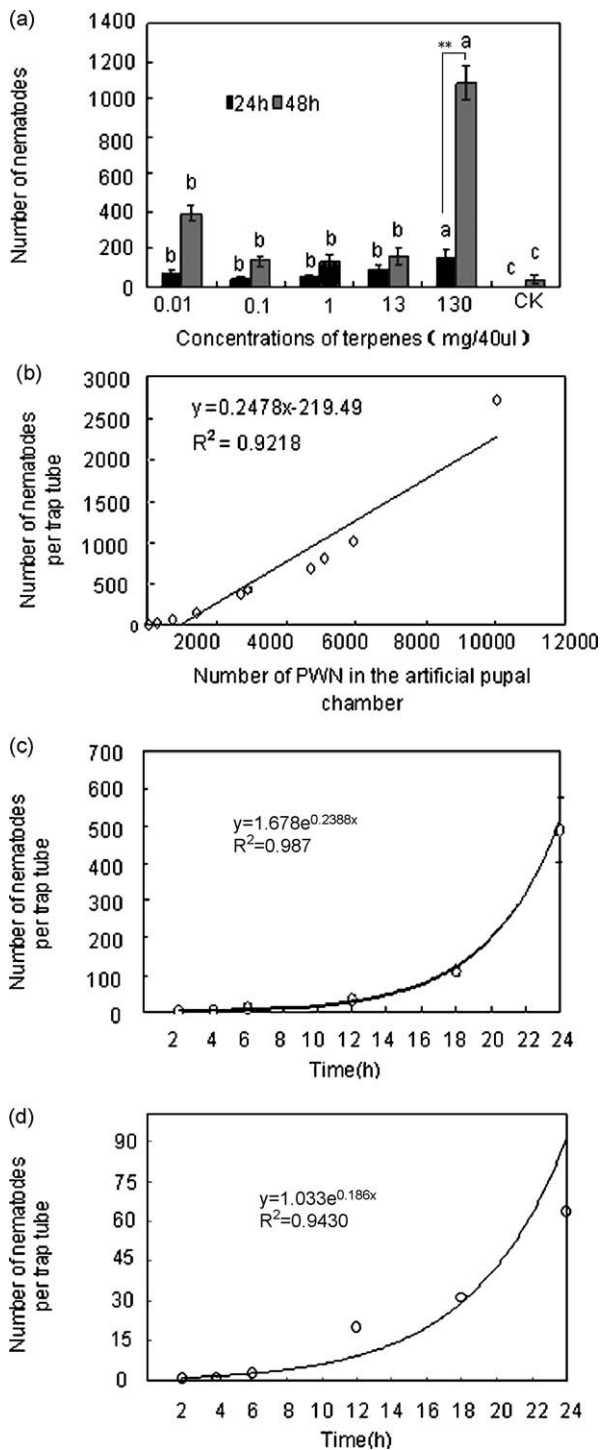 (a)
Number of nematodes
1400
1200
1000
800
600
400
200
0
24h 48h
b b b b b b b b a ** a c c
0.01 0.1 1 13 130 CK
Concentrations of terpenes ( mg/40ul )
(b)
Number of nematodes
per trap tube
3000
2500
2000
1500
1000
500
0
y=0.2478x-219.49
R² = 0.9218
2000 4000 6000 8000 10000 12000
Number of PWN in the artificial pupal
chamber
(c)
Number of nematodes
per trap tube
700
600
500
400
300
200
100
0
y=1.678e^0.2388x
R²=0.987
2 4 6 8 10 12 14 16 18 20 22 24
Time(h)
(d)
Number of nematodes
per trap tube
90
75
60
45
30
15
0
y=1.033e^0.186x
R²=0.9430
2 4 6 8 10 12 14 16 18 20 22 24
Time(h)